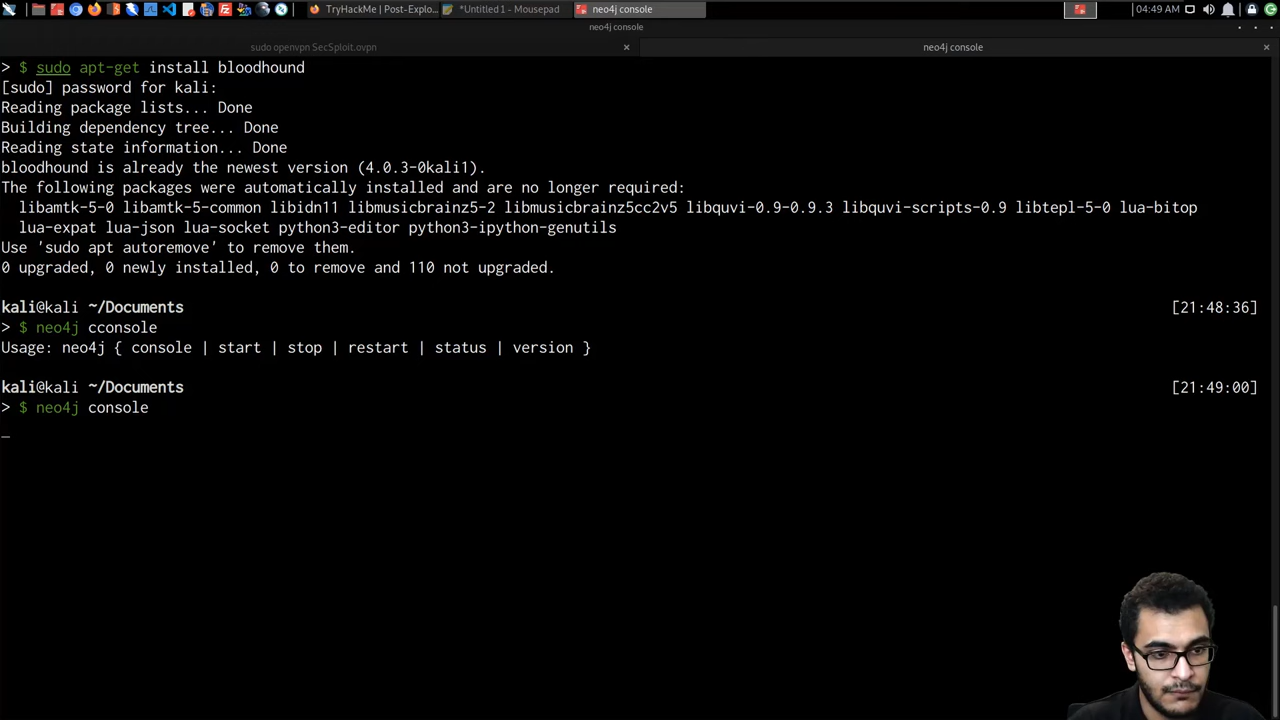 TryHackMe | Post-Explo...
*Untitled 1 - Mousepad
neo4j console
04:49 AM
neo4j console
sudo openvpn SecSploit.ovpn
neo4j console
> $ sudo apt-get install bloodhound
[sudo] password for kali:
Reading package lists... Done
Building dependency tree... Done
Reading state information... Done
bloodhound is already the newest version (4.0.3-0kali1).
The following packages were automatically installed and are no longer required:
libamtk-5-0 libamtk-5-common libidn11 libmusicbrainz5-2 libmusicbrainz5cc2v5 libquvi-0.9-0.9.3 libquvi-scripts-0.9 libtepl-5-0 lua-bitop
lua-expat lua-json lua-socket python3-editor python3-ipython-genutils
Use 'sudo apt autoremove' to remove them.
0 upgraded, 0 newly installed, 0 to remove and 110 not upgraded.
kali@kali ~/Documents [21:48:36]
> $ neo4j cconsole
Usage: neo4j { console | start | stop | restart | status | version }
kali@kali ~/Documents [21:49:00]
> $ neo4j console